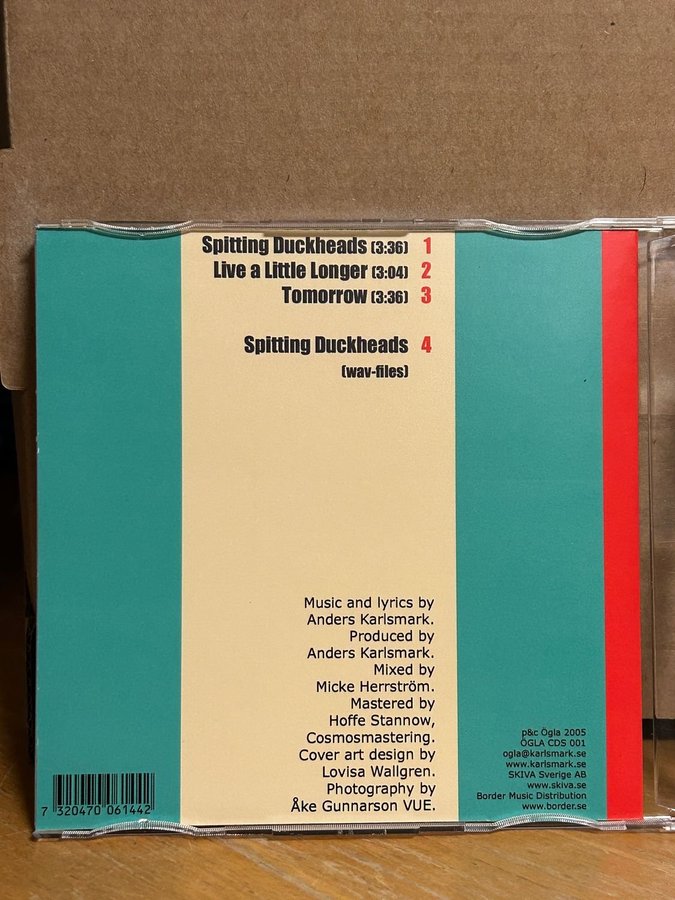 Spitting Duckheads (3:36) 1
Live a Little Longer (3:04) 2
Tomorrow (3:36) 3
Spitting Duckheads 4
(wav-files)
Music and lyrics by
Anders Karlsmark.
Produced by
Anders Karlsmark.
Mixed by
Micke Herrström.
Mastered by
Hoffe Stannow,
Cosmosmastering.
Cover art design by
Lovisa Wallgren.
Photography by
Åke Gunnarson VUE.
p&c Ögla 2005
ÖGLA CDS 001
ogla@karlsmark.se
www.karlsmark.se
SKIVA Sverige AB
www.skiva.se
Border Music Distribution
www.border.se
7 320470 061442